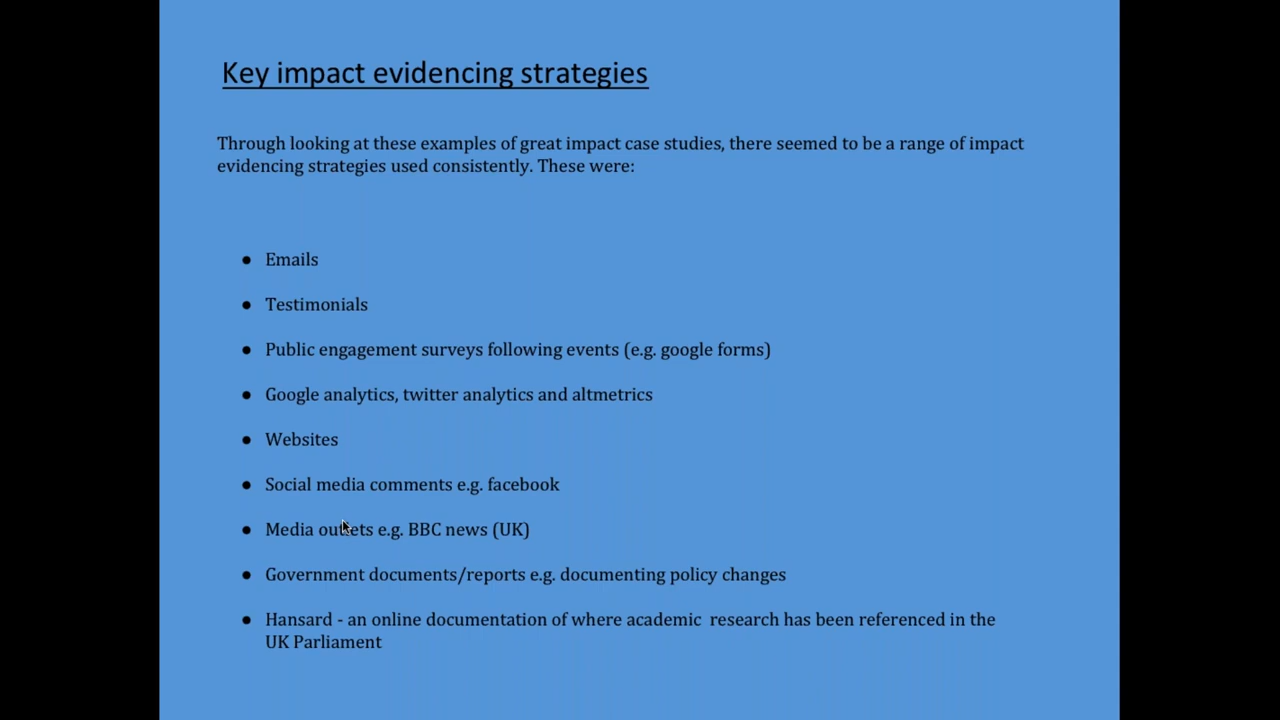 Key impact evidencing strategies
Through looking at these examples of great impact case studies, there seemed to be a range of impact
evidencing strategies used consistently. These were:
● Emails
● Testimonials
● Public engagement surveys following events (e.g. google forms)
● Google analytics, twitter analytics and altmetrics
● Websites
● Social media comments e.g. facebook
● Media outlets e.g. BBC news (UK)
● Government documents/reports e.g. documenting policy changes
● Hansard - an online documentation of where academic  research has been referenced in the
UK Parliament